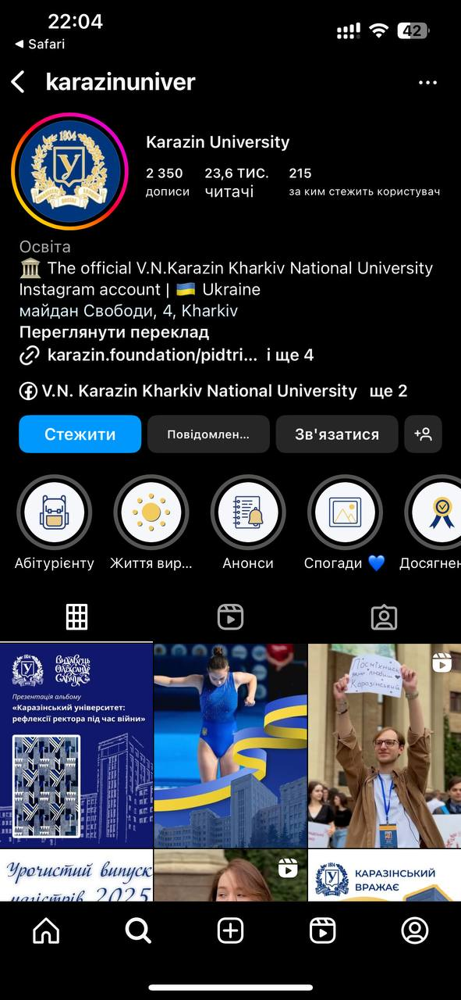 22:04
42
◀ Safari
karazinuniver
Karazin University
2 350
23,6 ТИС.
215
дописи
читачі
за ким стежить користувач
Освіта
🏛️ The official V.N.Karazin Kharkiv National University
Instagram account | 🇺🇦 Ukraine
майдан Свободи, 4, Kharkiv
Переглянути переклад
karazin.foundation/pidtri... і ще 4
V.N. Karazin Kharkiv National University ще 2
Стежити
Повідомлен...
Зв'язатися
Абітурієнту
Життя вир...
Анонси
Спогади 💙
Досягнен
1804
У
1804
У
Видавець
Олександр
Савчук
Презентація альбому
«Каразінський університет:
рефлексії ректора під час війни»
Посміхнись
якщо любиш
Каразінський
Урочистий випуск
магістрів 2025
1804
У
КАРАЗІНСЬКИЙ
ВРАЖАЄ